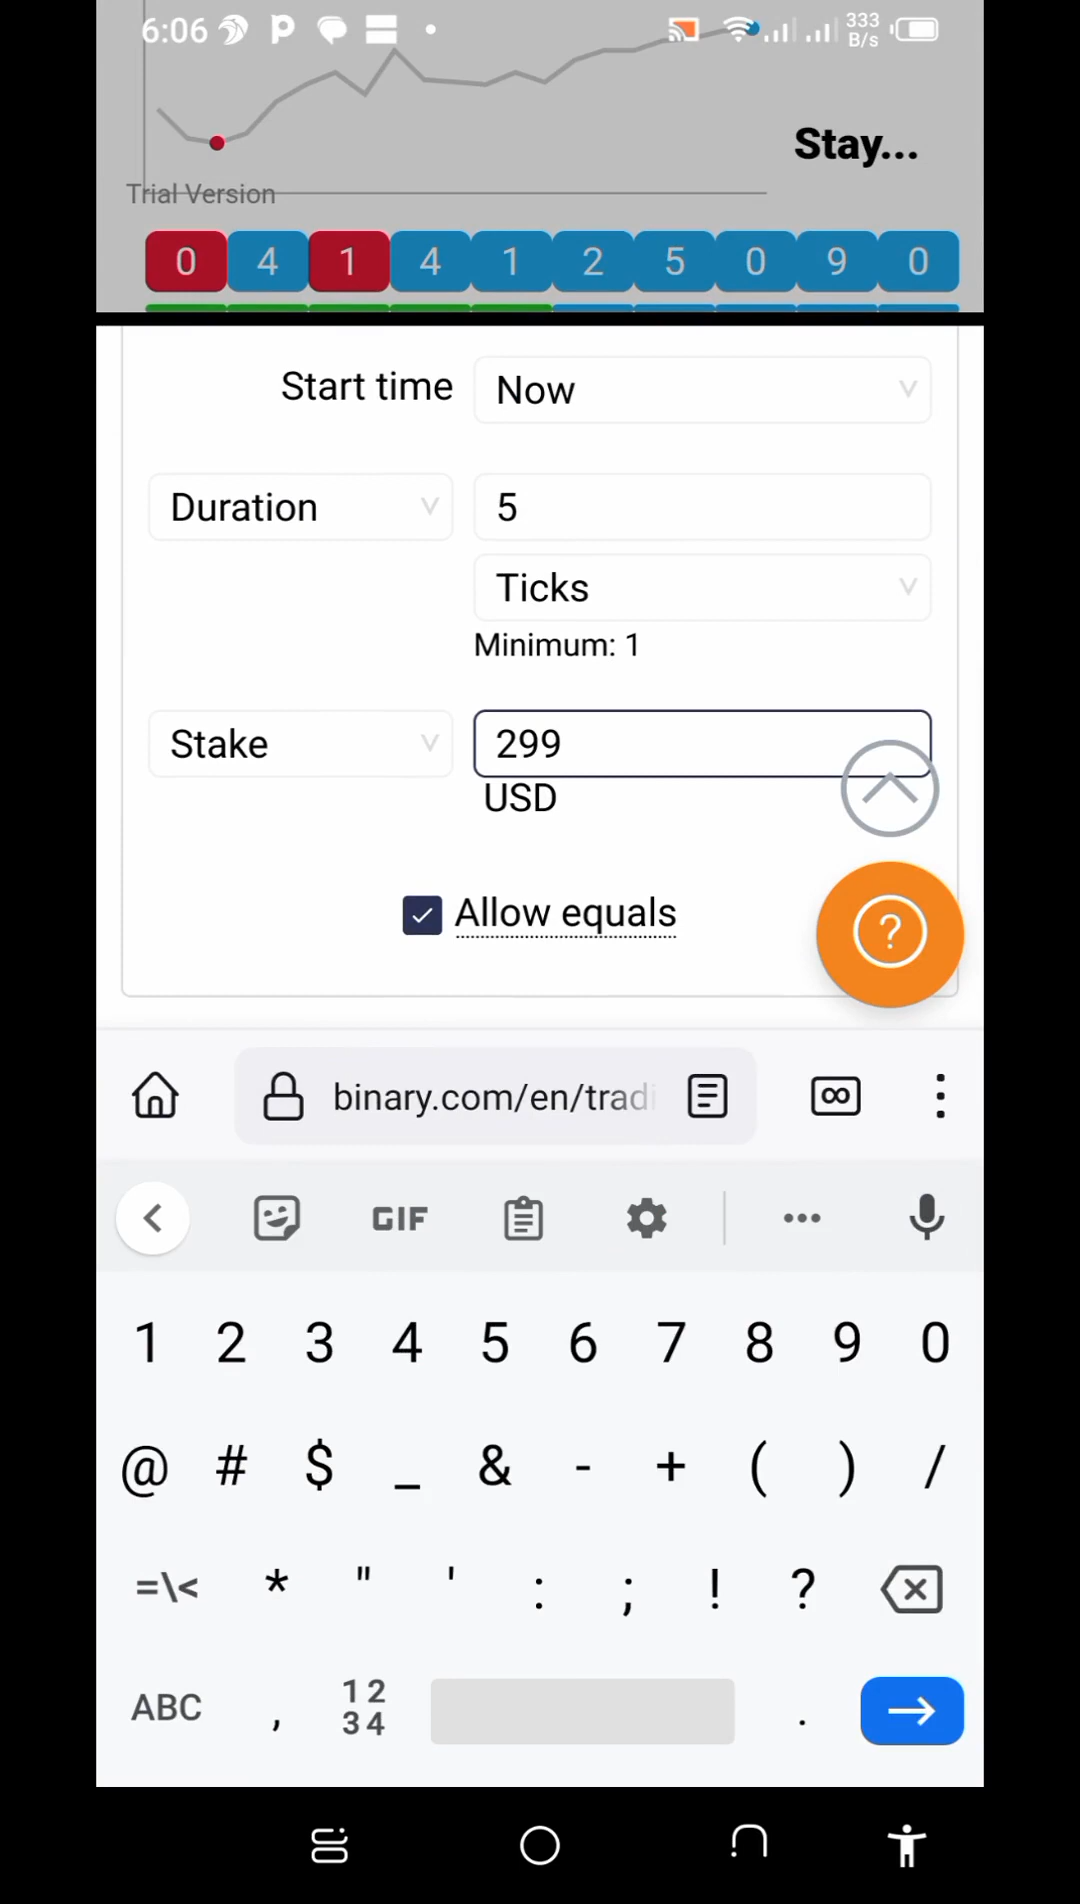 6:06 333 B/s
Stay...
Trial Version
0 4 1 4 1 2 5 0 9 0
Start time Now
Duration 5
Ticks
Minimum: 1
Stake 299
USD
Allow equals
?
binary.com/en/tradi
GIF
1 2 3 4 5 6 7 8 9 0
@ # $ _ & - + ( ) /
=\< * " ' : ; ! ?
ABC , 12 34 .